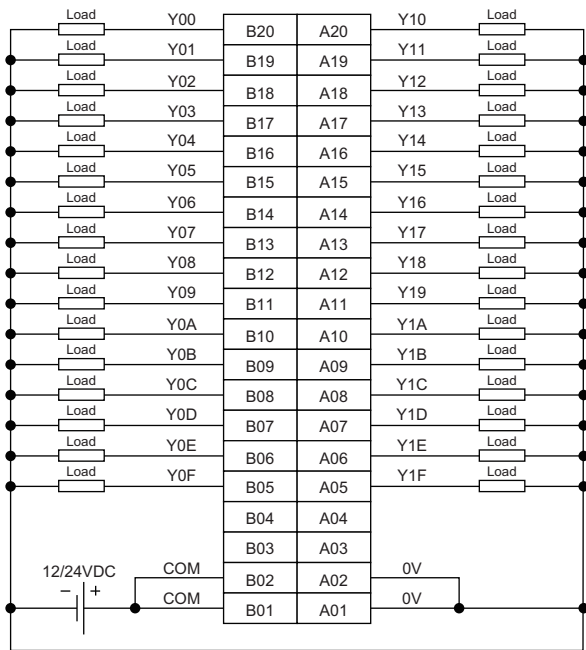 Load Y00 B20 A20 Y10 Load
Load Y01 B19 A19 Y11 Load
Load Y02 B18 A18 Y12 Load
Load Y03 B17 A17 Y13 Load
Load Y04 B16 A16 Y14 Load
Load Y05 B15 A15 Y15 Load
Load Y06 B14 A14 Y16 Load
Load Y07 B13 A13 Y17 Load
Load Y08 B12 A12 Y18 Load
Load Y09 B11 A11 Y19 Load
Load Y0A B10 A10 Y1A Load
Load Y0B B09 A09 Y1B Load
Load Y0C B08 A08 Y1C Load
Load Y0D B07 A07 Y1D Load
Load Y0E B06 A06 Y1E Load
Load Y0F B05 A05 Y1F Load
B04 A04
B03 A03
12/24VDC COM B02 A02 0V
− + COM B01 A01 0V